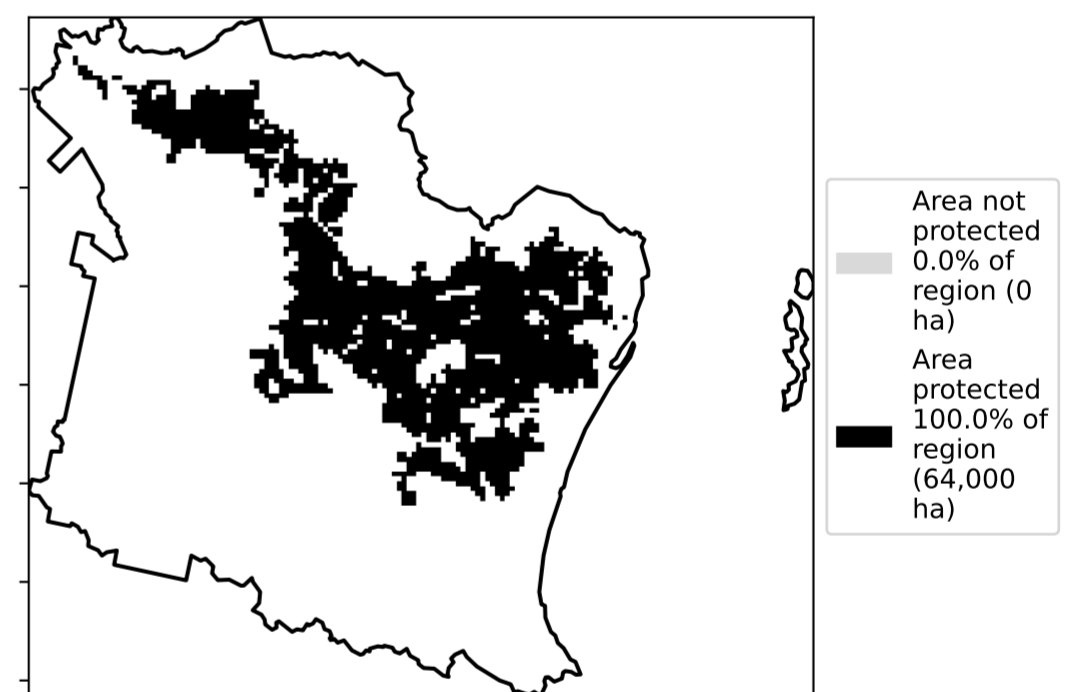 Area not
protected
0.0% of
region (0
ha)
Area
protected
100.0% of
region
(64,000
ha)